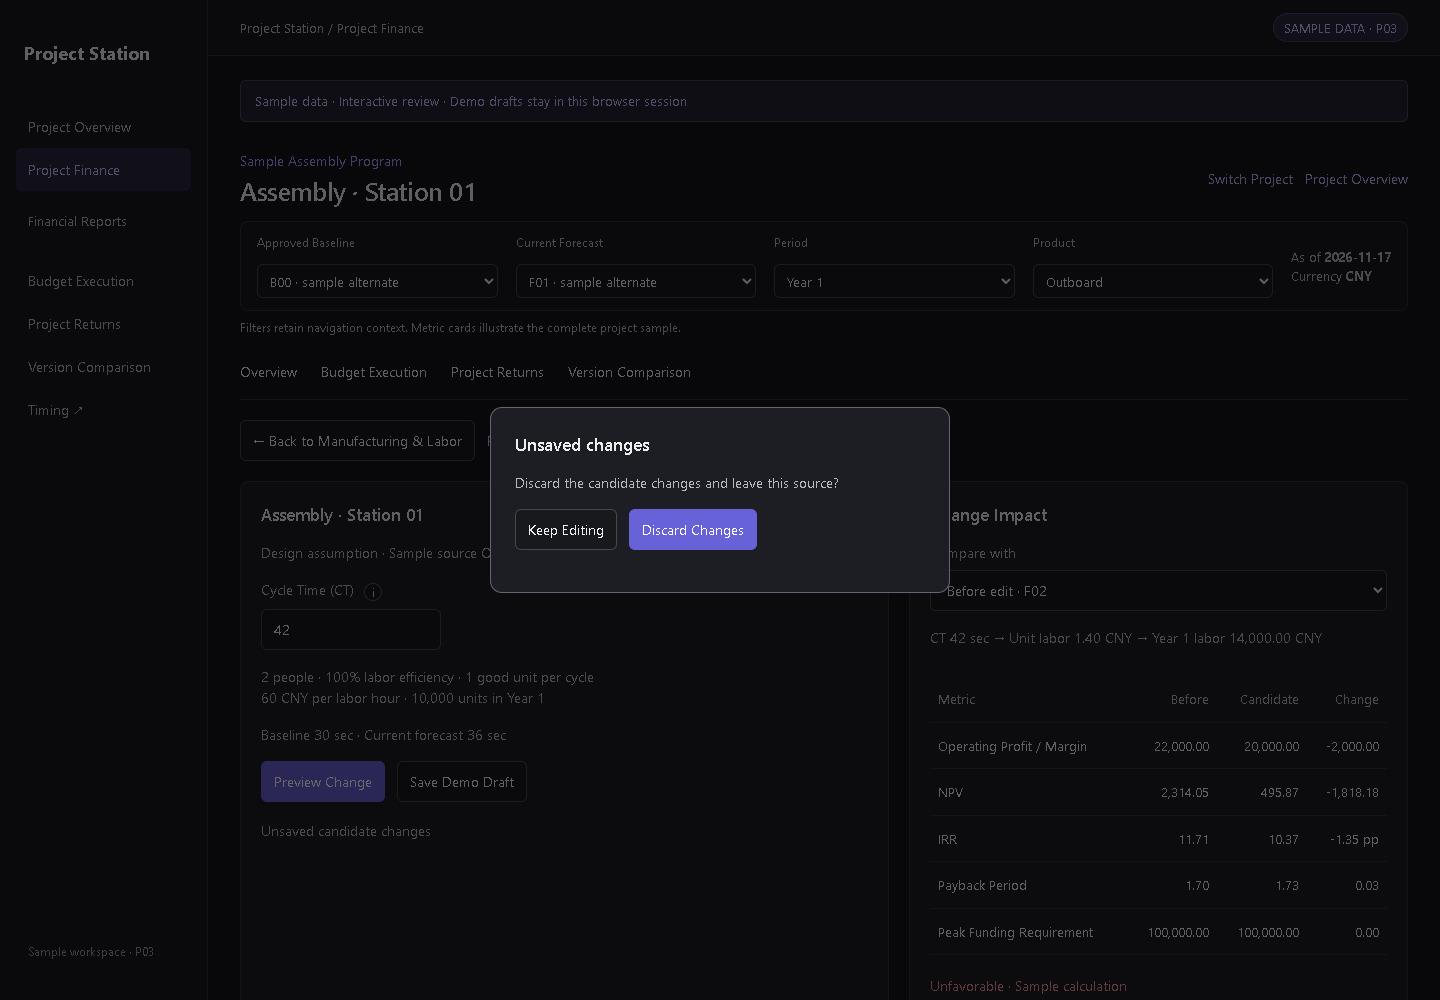 Project Station
Project Overview
Project Finance
Financial Reports
Budget Execution
Project Returns
Version Comparison
Timing ↗
Sample workspace · P03
Project Station / Project Finance
SAMPLE DATA · P03
Sample data · Interactive review · Demo drafts stay in this browser session
Sample Assembly Program
Assembly · Station 01
Switch Project Project Overview
Approved Baseline Current Forecast Period Product
B00 · sample alternate F01 · sample alternate Year 1 Outboard
As of 2026-11-17
Currency CNY
Filters retain navigation context. Metric cards illustrate the complete project sample.
Overview Budget Execution Project Returns Version Comparison
← Back to Manufacturing & Labor
Unsaved changes
Discard the candidate changes and leave this source?
Keep Editing Discard Changes
Assembly · Station 01
Design assumption · Sample source
Cycle Time (CT) i
42
2 people · 100% labor efficiency · 1 good unit per cycle
60 CNY per labor hour · 10,000 units in Year 1
Baseline 30 sec · Current forecast 36 sec
Preview Change Save Demo Draft
Unsaved candidate changes
ange Impact
mpare with
Before edit · F02
CT 42 sec → Unit labor 1.40 CNY → Year 1 labor 14,000.00 CNY
Metric Before Candidate Change
Operating Profit / Margin 22,000.00 20,000.00 -2,000.00
NPV 2,314.05 495.87 -1,818.18
IRR 11.71 10.37 -1.35 pp
Payback Period 1.70 1.73 0.03
Peak Funding Requirement 100,000.00 100,000.00 0.00
Unfavorable · Sample calculation